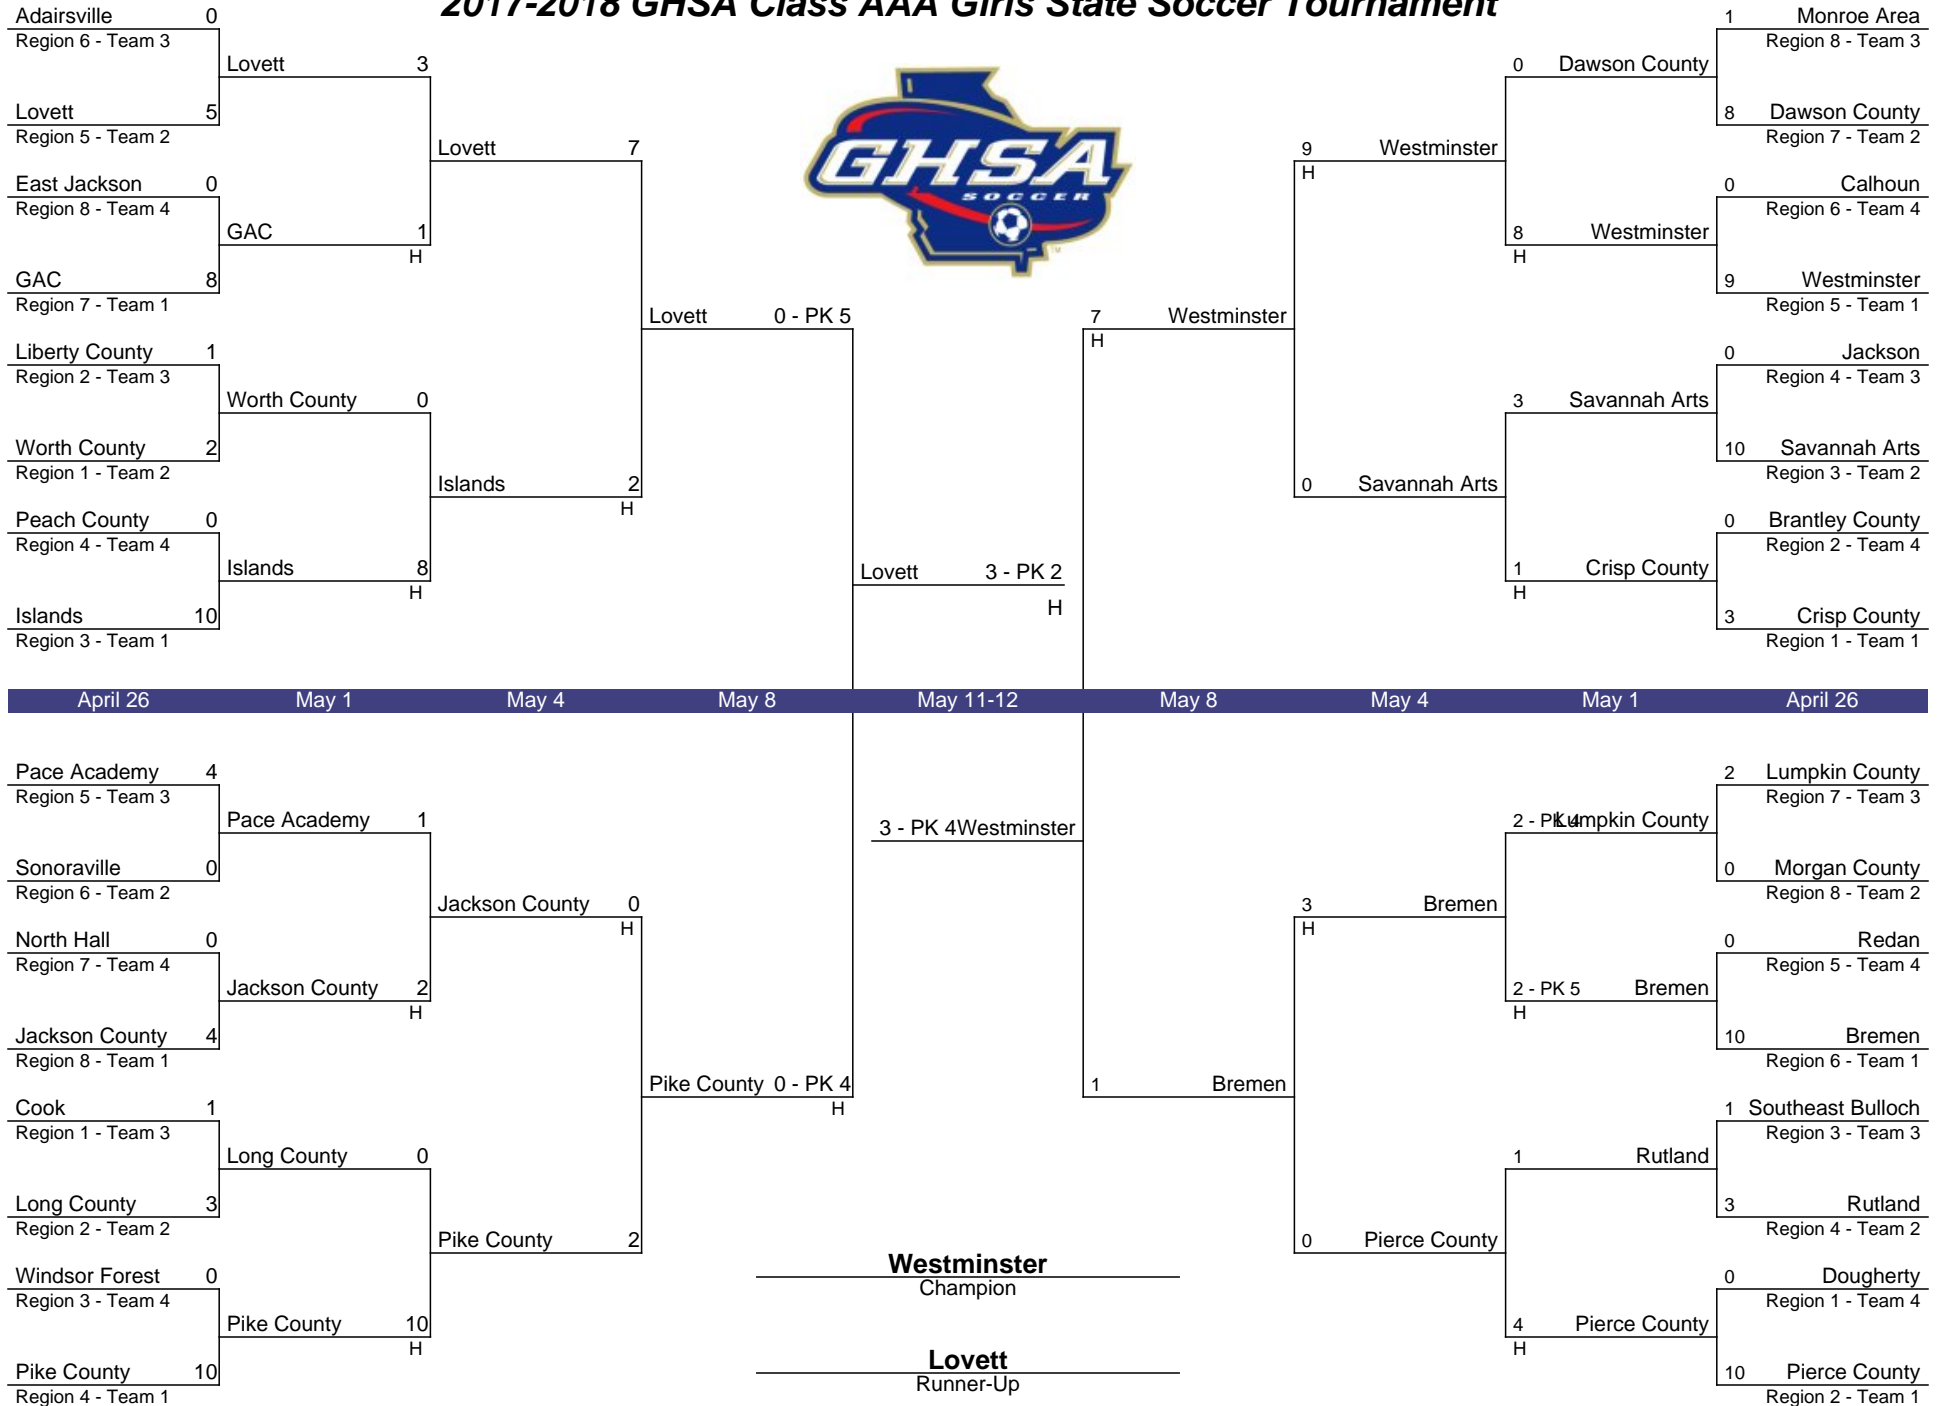 2017-2018 GHSA Class AAA Girls State Soccer Tournament
Adairsville 0
Region 6 - Team 3
Lovett 3
Lovett 5
Region 5 - Team 2
Lovett 7
East Jackson 0
Region 8 - Team 4
GAC 1
H
GAC 8
Region 7 - Team 1
Lovett 0 - PK 5
Liberty County 1
Region 2 - Team 3
Worth County 0
Worth County 2
Region 1 - Team 2
Islands 2
H
Peach County 0
Region 4 - Team 4
Islands 8
H
Islands 10
Region 3 - Team 1
GHSA
SOCCER
TM
Lovett 3 - PK 2
H
1 Monroe Area
Region 8 - Team 3
0 Dawson County
8 Dawson County
Region 7 - Team 2
9 Westminster
H
0 Calhoun
Region 6 - Team 4
8 Westminster
H
9 Westminster
Region 5 - Team 1
7 Westminster
H
0 Jackson
Region 4 - Team 3
3 Savannah Arts
10 Savannah Arts
Region 3 - Team 2
0 Savannah Arts
0 Brantley County
Region 2 - Team 4
1 Crisp County
H
3 Crisp County
Region 1 - Team 1
April 26 May 1 May 4 May 8 May 11-12 May 8 May 4 May 1 April 26
Pace Academy 4
Region 5 - Team 3
Pace Academy 1
Sonoraville 0
Region 6 - Team 2
Jackson County 0
H
North Hall 0
Region 7 - Team 4
Jackson County 2
H
Jackson County 4
Region 8 - Team 1
Pike County 0 - PK 4
H
Cook 1
Region 1 - Team 3
Long County 0
Long County 3
Region 2 - Team 2
Pike County 2
Windsor Forest 0
Region 3 - Team 4
Pike County 10
H
Pike County 10
Region 4 - Team 1
3 - PK 4 Westminster
2 Lumpkin County
Region 7 - Team 3
2 - PK 4 Lumpkin County
0 Morgan County
Region 8 - Team 2
3 Bremen
H
0 Redan
Region 5 - Team 4
2 - PK 5 Bremen
H
10 Bremen
Region 6 - Team 1
1 Bremen
1 Southeast Bulloch
Region 3 - Team 3
1 Rutland
3 Rutland
Region 4 - Team 2
0 Pierce County
0 Dougherty
Region 1 - Team 4
4 Pierce County
H
10 Pierce County
Region 2 - Team 1
Westminster
Champion
Lovett
Runner-Up